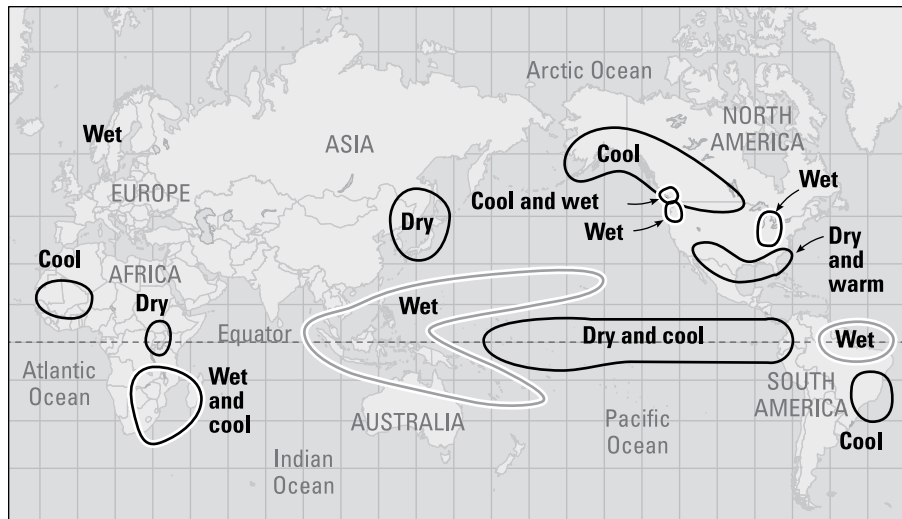 Arctic Ocean
NORTH
AMERICA
Wet
ASIA
Cool
EUROPE
Cool and wet
Wet
Dry
Wet
Dry
and
warm
Cool
AFRICA
Dry
Wet
Equator
Dry and cool
Wet
Atlantic
Ocean
Wet
and
cool
SOUTH
AMERICA
AUSTRALIA
Pacific
Ocean
Cool
Indian
Ocean